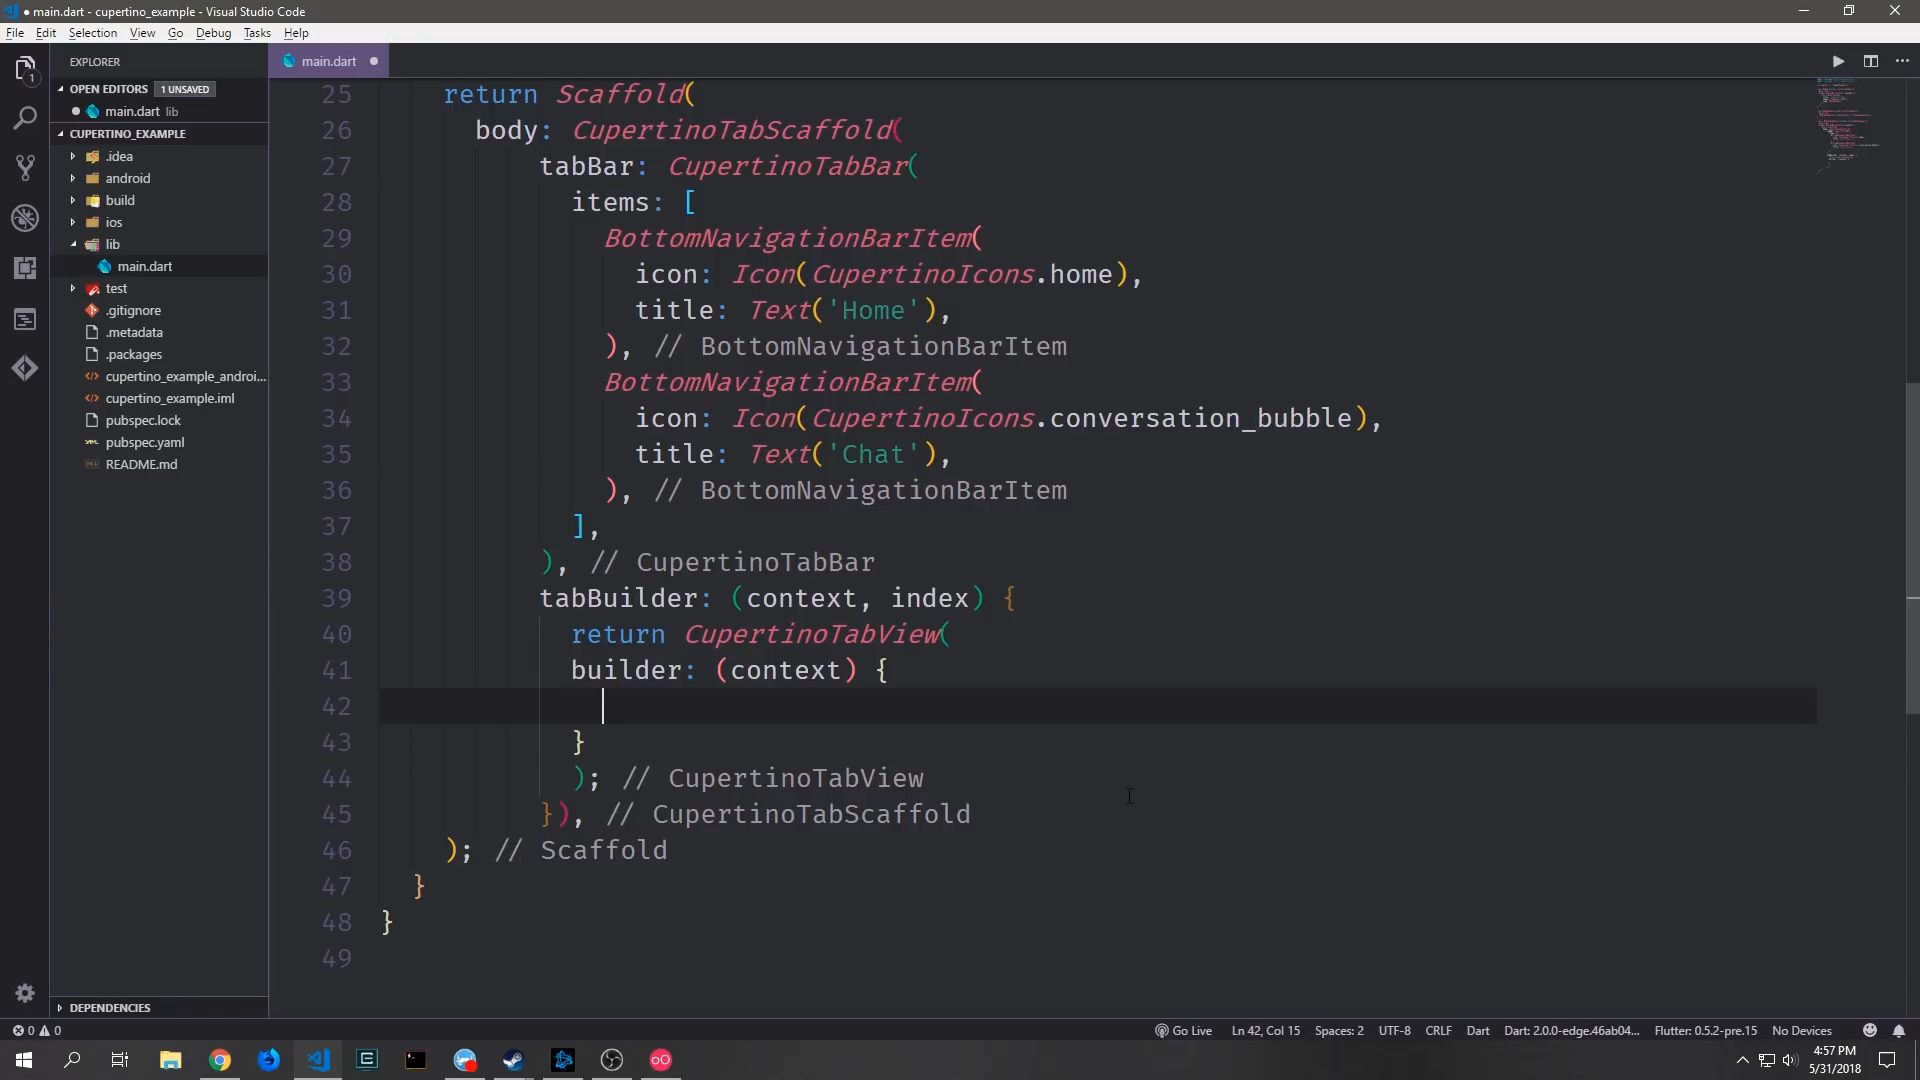 main.dart - cupertino_example - Visual Studio Code
File Edit Selection View Go Debug Tasks Help
1
EXPLORER
OPEN EDITORS 1 UNSAVED
main.dart lib
CUPERTINO_EXAMPLE
.idea
android
build
ios
lib
main.dart
test
.gitignore
.metadata
.packages
cupertino_example_androi...
cupertino_example.iml
pubspec.lock
pubspec.yaml
README.md
DEPENDENCIES
main.dart
25 return Scaffold(
26 body: CupertinoTabScaffold(
27 tabBar: CupertinoTabBar(
28 items: [
29 BottomNavigationBarItem(
30 icon: Icon(CupertinoIcons.home),
31 title: Text('Home'),
32 ), // BottomNavigationBarItem
33 BottomNavigationBarItem(
34 icon: Icon(CupertinoIcons.conversation_bubble),
35 title: Text('Chat'),
36 ), // BottomNavigationBarItem
37 ],
38 ), // CupertinoTabBar
39 tabBuilder: (context, index) {
40 return CupertinoTabView(
41 builder: (context) {
42
43 }
44 ); // CupertinoTabView
45 }), // CupertinoTabScaffold
46 ); // Scaffold
47 }
48 }
49
0 0 Go Live Ln 42, Col 15 Spaces: 2 UTF-8 CRLF Dart Dart: 2.0.0-edge.46ab04... Flutter: 0.5.2-pre.15 No Devices
4:57 PM
5/31/2018